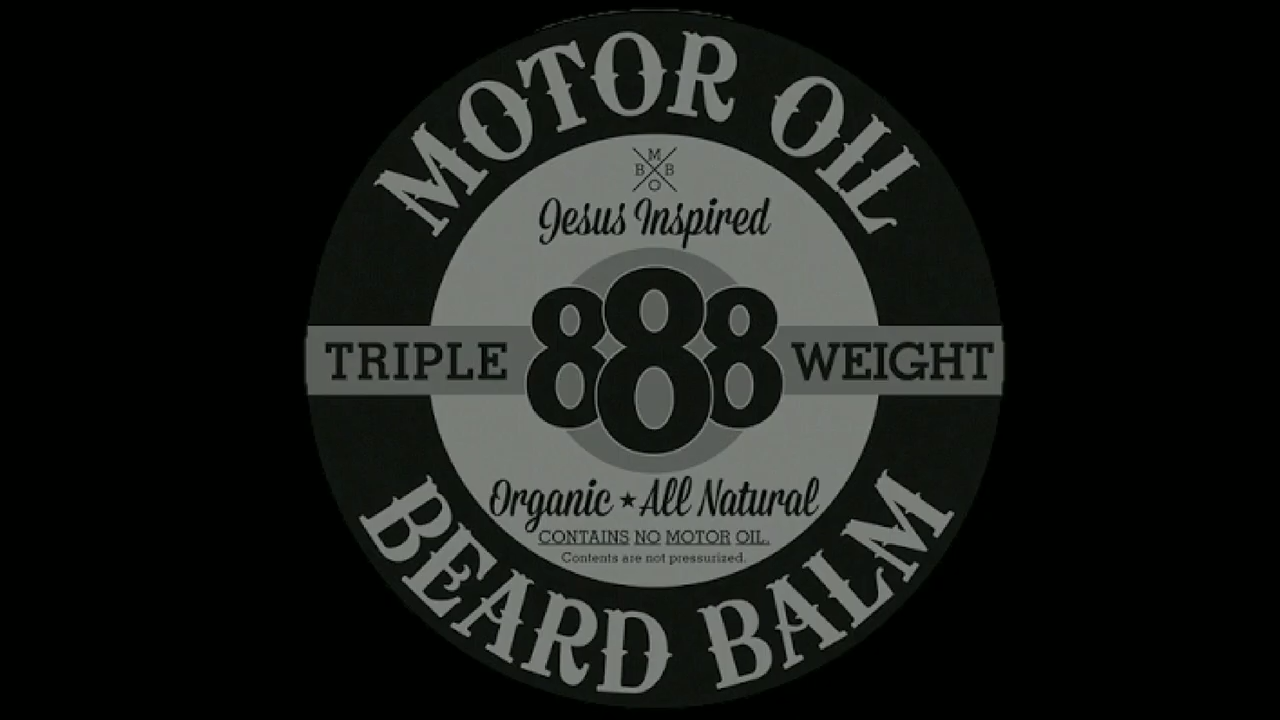 MOTOR OIL
M
B B
O
Jesus Inspired
TRIPLE 888 WEIGHT
Organic ★ All Natural
CONTAINS NO MOTOR OIL.
Contents are not pressurized.
BEARD BALM